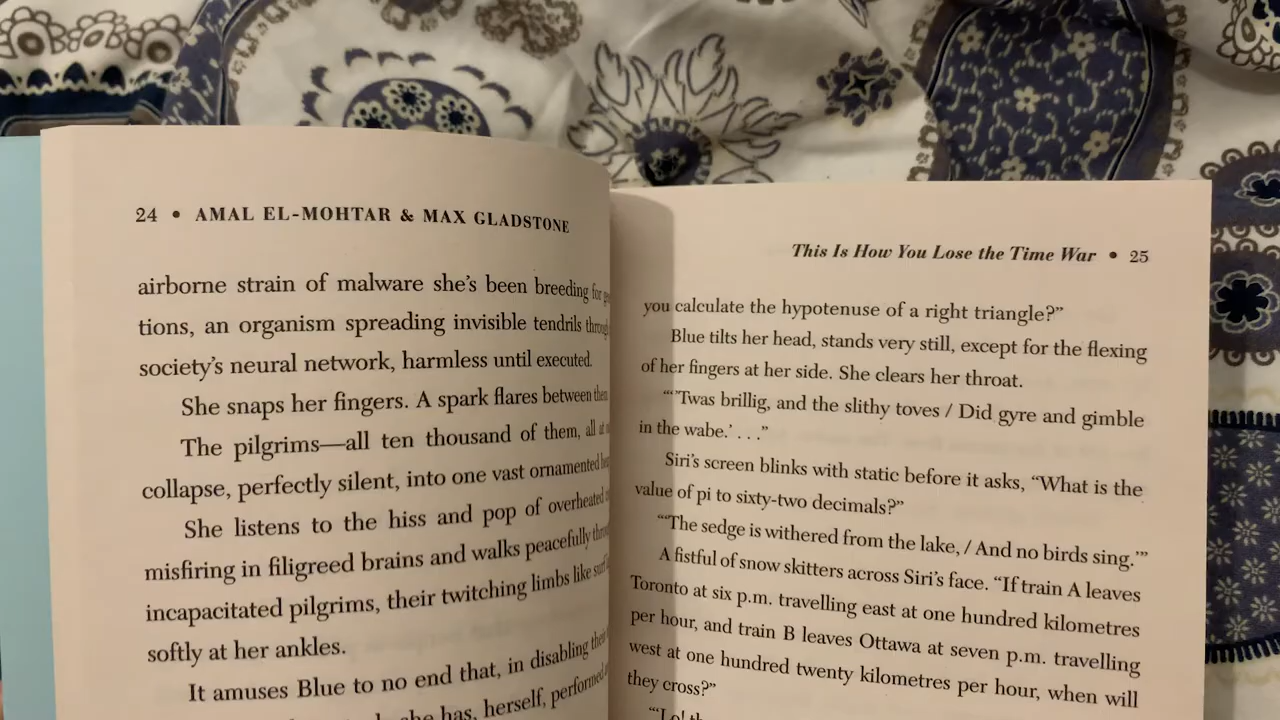 24 • AMAL EL-MOHTAR & MAX GLADSTONE
airborne strain of malware she's been breeding for
tions, an organism spreading invisible tendrils through
society's neural network, harmless until executed.
She snaps her fingers. A spark flares between them
The pilgrims—all ten thousand of them, all at
collapse, perfectly silent, into one vast ornamented
She listens to the hiss and pop of overheated
misfiring in filigreed brains and walks peacefully
incapacitated pilgrims, their twitching limbs like
softly at her ankles.
It amuses Blue to no end that, in disabling
she has, herself, performed
This Is How You Lose the Time War • 25
you calculate the hypotenuse of a right triangle?”
Blue tilts her head, stands very still, except for the flexing
of her fingers at her side. She clears her throat.
“‘’Twas brillig, and the slithy toves / Did gyre and gimble
in the wabe.’ . . .”
Siri’s screen blinks with static before it asks, “What is the
value of pi to sixty-two decimals?”
“‘The sedge is withered from the lake, / And no birds sing.’”
A fistful of snow skitters across Siri’s face. “If train A leaves
Toronto at six p.m. travelling east at one hundred kilometres
per hour, and train B leaves Ottawa at seven p.m. travelling
west at one hundred twenty kilometres per hour, when will
they cross?”
“‘Lo!